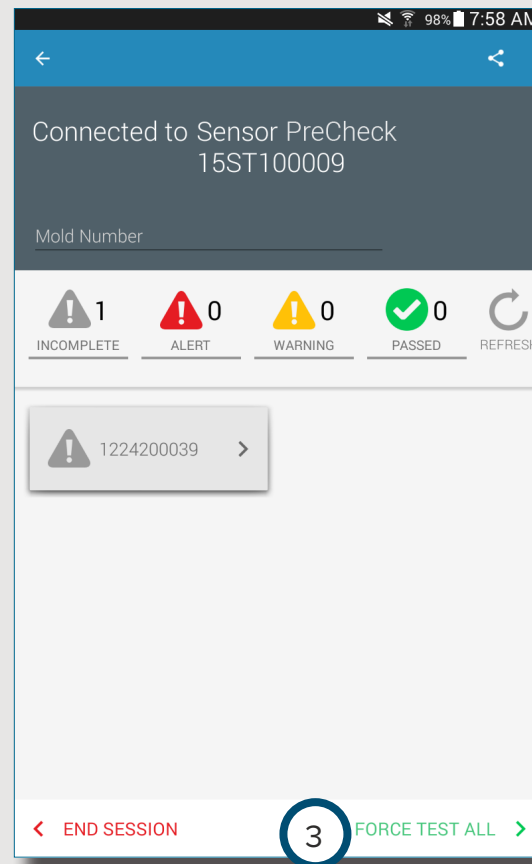 98% 7:58 AM
Connected to Sensor PreCheck
15ST100009
Mold Number
1 0 0 0
INCOMPLETE ALERT WARNING PASSED REFRESH
1224200039
END SESSION 3 FORCE TEST ALL